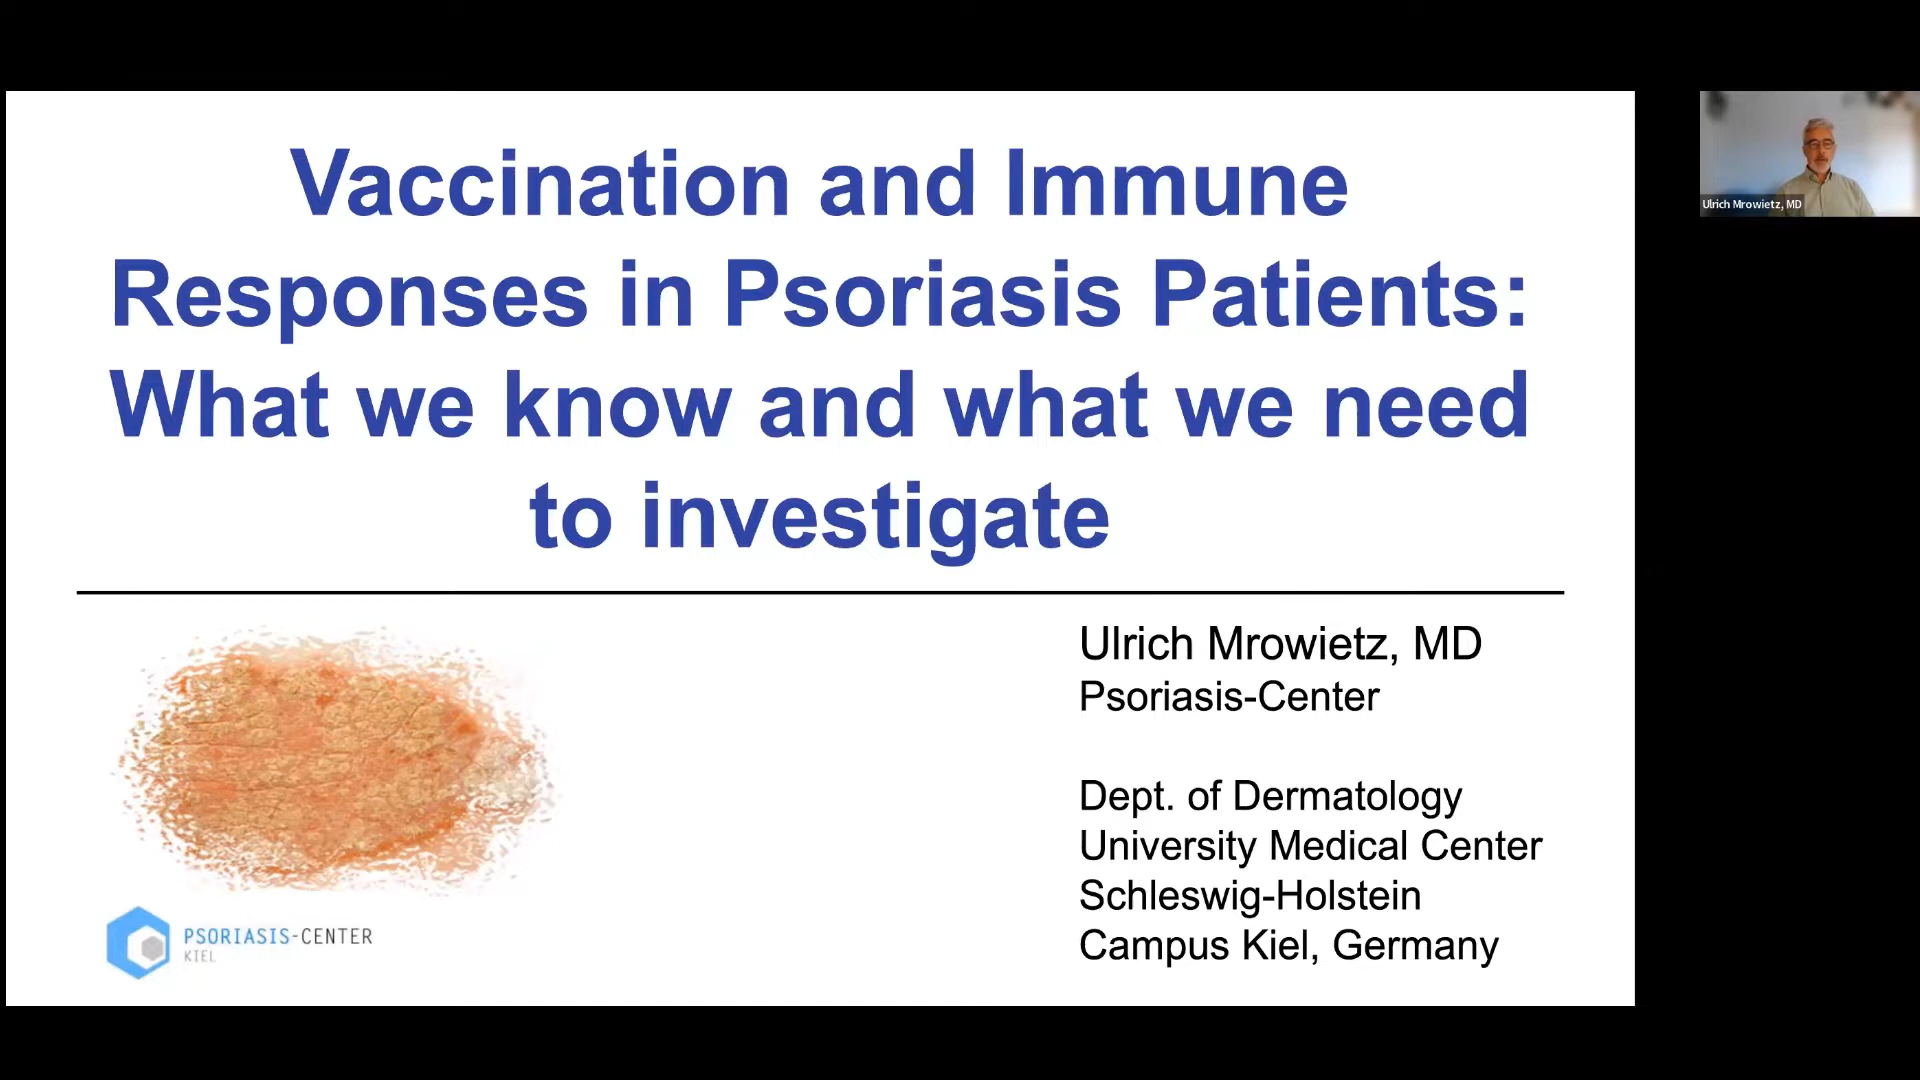 Vaccination and Immune
Responses in Psoriasis Patients:
What we know and what we need
to investigate
Ulrich Mrowietz, MD
Psoriasis-Center
Dept. of Dermatology
University Medical Center
Schleswig-Holstein
Campus Kiel, Germany
PSORIASIS-CENTER
KIEL
Ulrich Mrowietz, MD